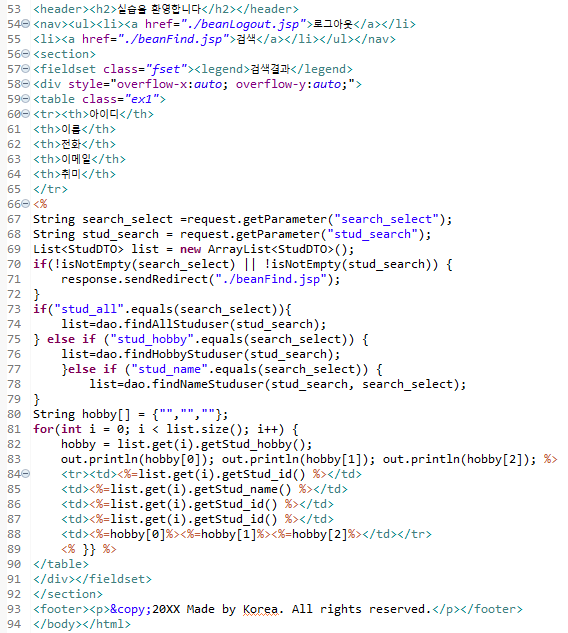 53 <header><h2>실습을 환영합니다</h2></header>
54 <nav><ul><li><a href="./beanLogout.jsp">로그아웃</a></li>
55 <li><a href="./beanFind.jsp">검색</a></li></ul></nav>
56 <section>
57 <fieldset class="fset"><legend>검색결과</legend>
58 <div style="overflow-x:auto; overflow-y:auto;">
59 <table class="ex1">
60 <tr><th>아이디</th>
61 <th>이름</th>
62 <th>전화</th>
63 <th>이메일</th>
64 <th>취미</th>
65 </tr>
66 <%
67 String search_select =request.getParameter("search_select");
68 String stud_search = request.getParameter("stud_search");
69 List<StudDTO> list = new ArrayList<StudDTO>();
70 if(!isNotEmpty(search_select) || !isNotEmpty(stud_search)) {
71 response.sendRedirect("./beanFind.jsp");
72 }
73 if("stud_all".equals(search_select)){
74 list=dao.findAllStuduser(stud_search);
75 } else if ("stud_hobby".equals(search_select)) {
76 list=dao.findHobbyStuduser(stud_search);
77 }else if ("stud_name".equals(search_select)) {
78 list=dao.findNameStuduser(stud_search, search_select);
79 }
80 String hobby[] = {"","",""};
81 for(int i = 0; i < list.size(); i++) {
82 hobby = list.get(i).getStud_hobby();
83 out.println(hobby[0]); out.println(hobby[1]); out.println(hobby[2]); %>
84 <tr><td><%=list.get(i).getStud_id() %></td>
85 <td><%=list.get(i).getStud_name() %></td>
86 <td><%=list.get(i).getStud_id() %></td>
87 <td><%=list.get(i).getStud_id() %></td>
88 <td><%=hobby[0]%><%=hobby[1]%><%=hobby[2]%></td></tr>
89 <% }} %>
90 </table>
91 </div></fieldset>
92 </section>
93 <footer><p>&copy;20XX Made by Korea. All rights reserved.</p></footer>
94 </body></html>